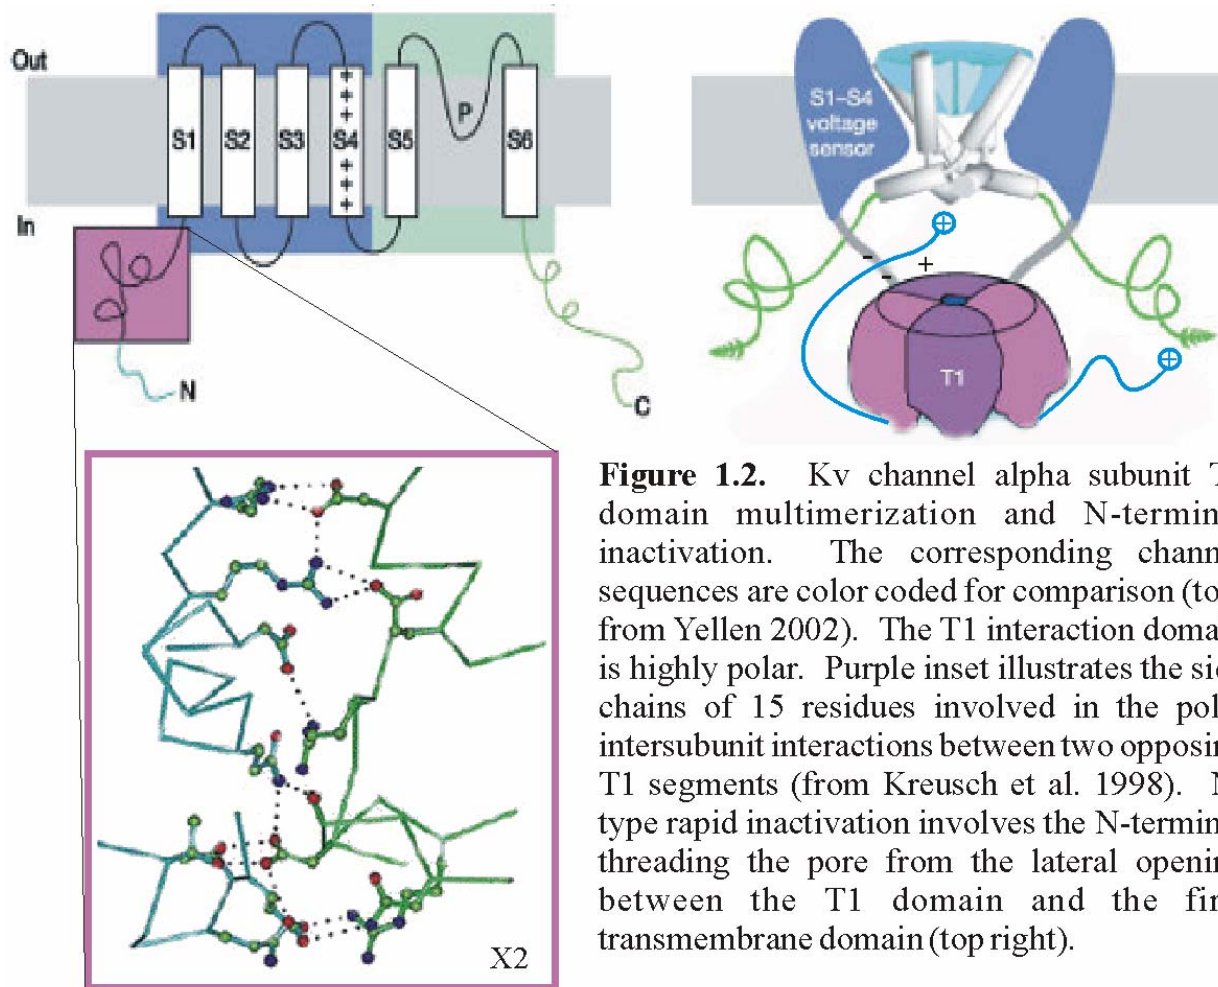 Out
In
S1
S2
S3
S4
S5
P
S6
+
+
+
+
+
+
N
C
S1–S4
voltage
sensor
+
-
-
+
T1
+
X2
Figure 1.2. Kv channel alpha subunit T
domain multimerization and N-termin
inactivation. The corresponding chann
sequences are color coded for comparison (to
from Yellen 2002). The T1 interaction doma
is highly polar. Purple inset illustrates the si
chains of 15 residues involved in the pol
intersubunit interactions between two opposin
T1 segments (from Kreusch et al. 1998). N
type rapid inactivation involves the N-termin
threading the pore from the lateral openin
between the T1 domain and the fir
transmembrane domain (top right).